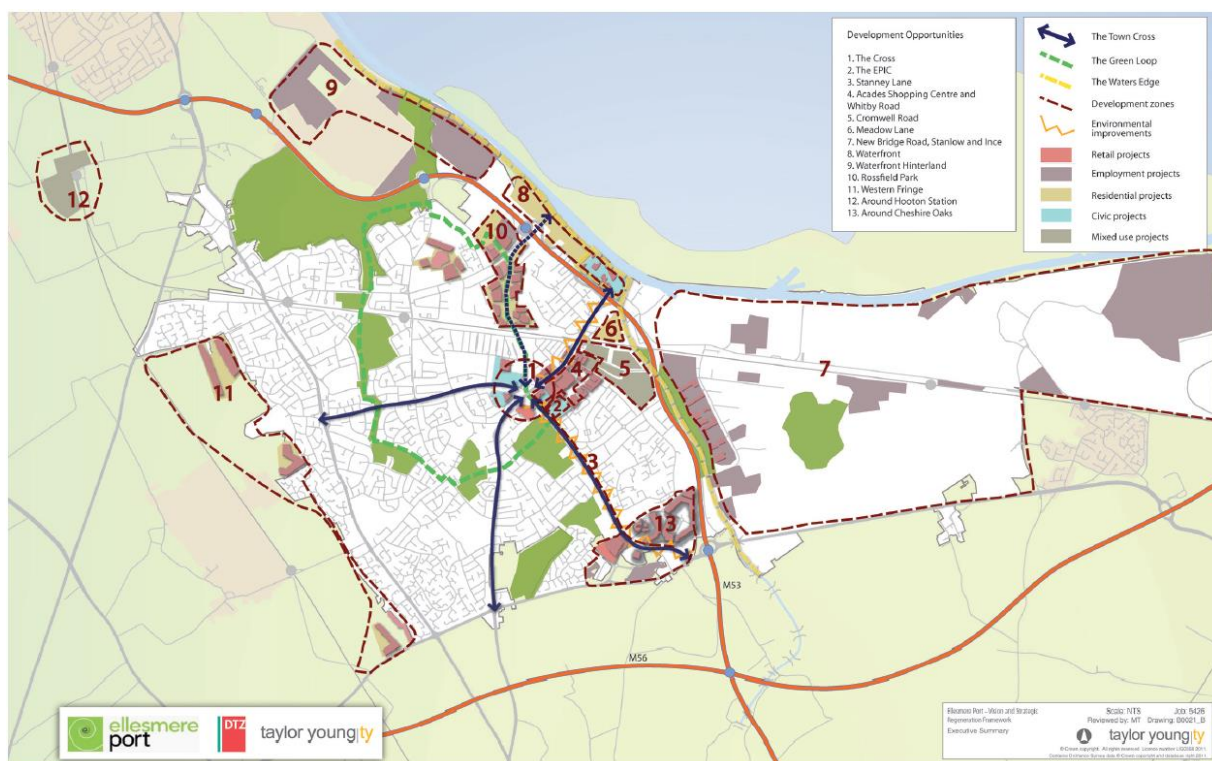 Development Opportunities
1. The Cross
2. The EPIC
3. Stanney Lane
4. Acades Shopping Centre and
Whitby Road
5. Cromwell Road
6. Meadow Lane
7. New Bridge Road, Stanlow and Ince
8. Waterfront
9. Waterfront Hinterland
10. Rossfield Park
11. Western Fringe
12. Around Hooton Station
13. Around Cheshire Oaks
The Town Cross
The Green Loop
The Waters Edge
Development zones
Environmental
improvements
Retail projects
Employment projects
Residential projects
Civic projects
Mixed use projects
9
12
8
10
6
7
1
4
5
11
2
3
13
M53
M56
ellesmere
port
DTZ
taylor young|ty
Ellesmere Port - Vision and Strategic
Regeneration Framework
Executive Summary
Scale: NTS Job: 5426
Reviewed by: MT Drawing: B0021_B
taylor young|ty